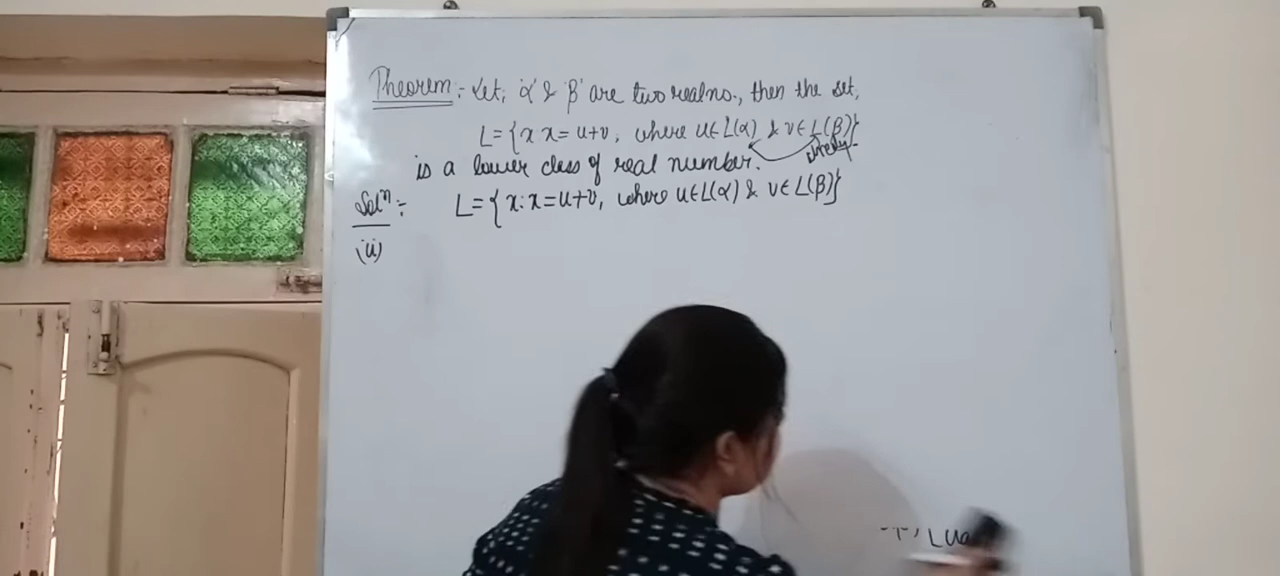 Theorem:- Let, 'α' & 'β' are two real no., then the set,
L = {x x = u+v, where u∈L(α) & v∈L(β)}
is a lower class of real number.
Solⁿ:- L = {x : x = u+v, where u∈L(α) & v∈L(β)}
(ii)